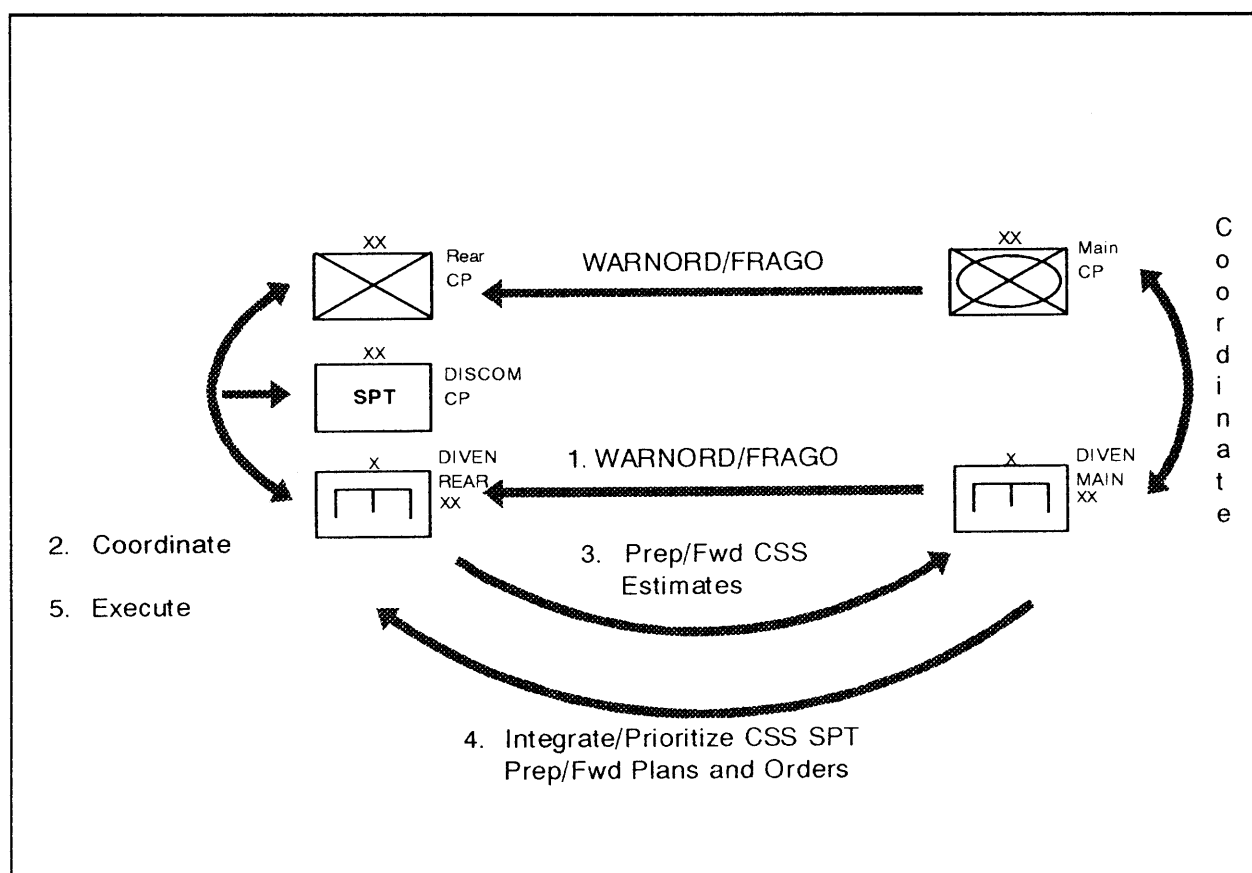 XX
Rear
CP
WARNORD/FRAGO
XX
Main
CP
Coordinate
XX
SPT
DISCOM
CP
X
DIVEN
REAR
XX
1. WARNORD/FRAGO
X
DIVEN
MAIN
XX
2. Coordinate
5. Execute
3. Prep/Fwd CSS
Estimates
4. Integrate/Prioritize CSS SPT
Prep/Fwd Plans and Orders